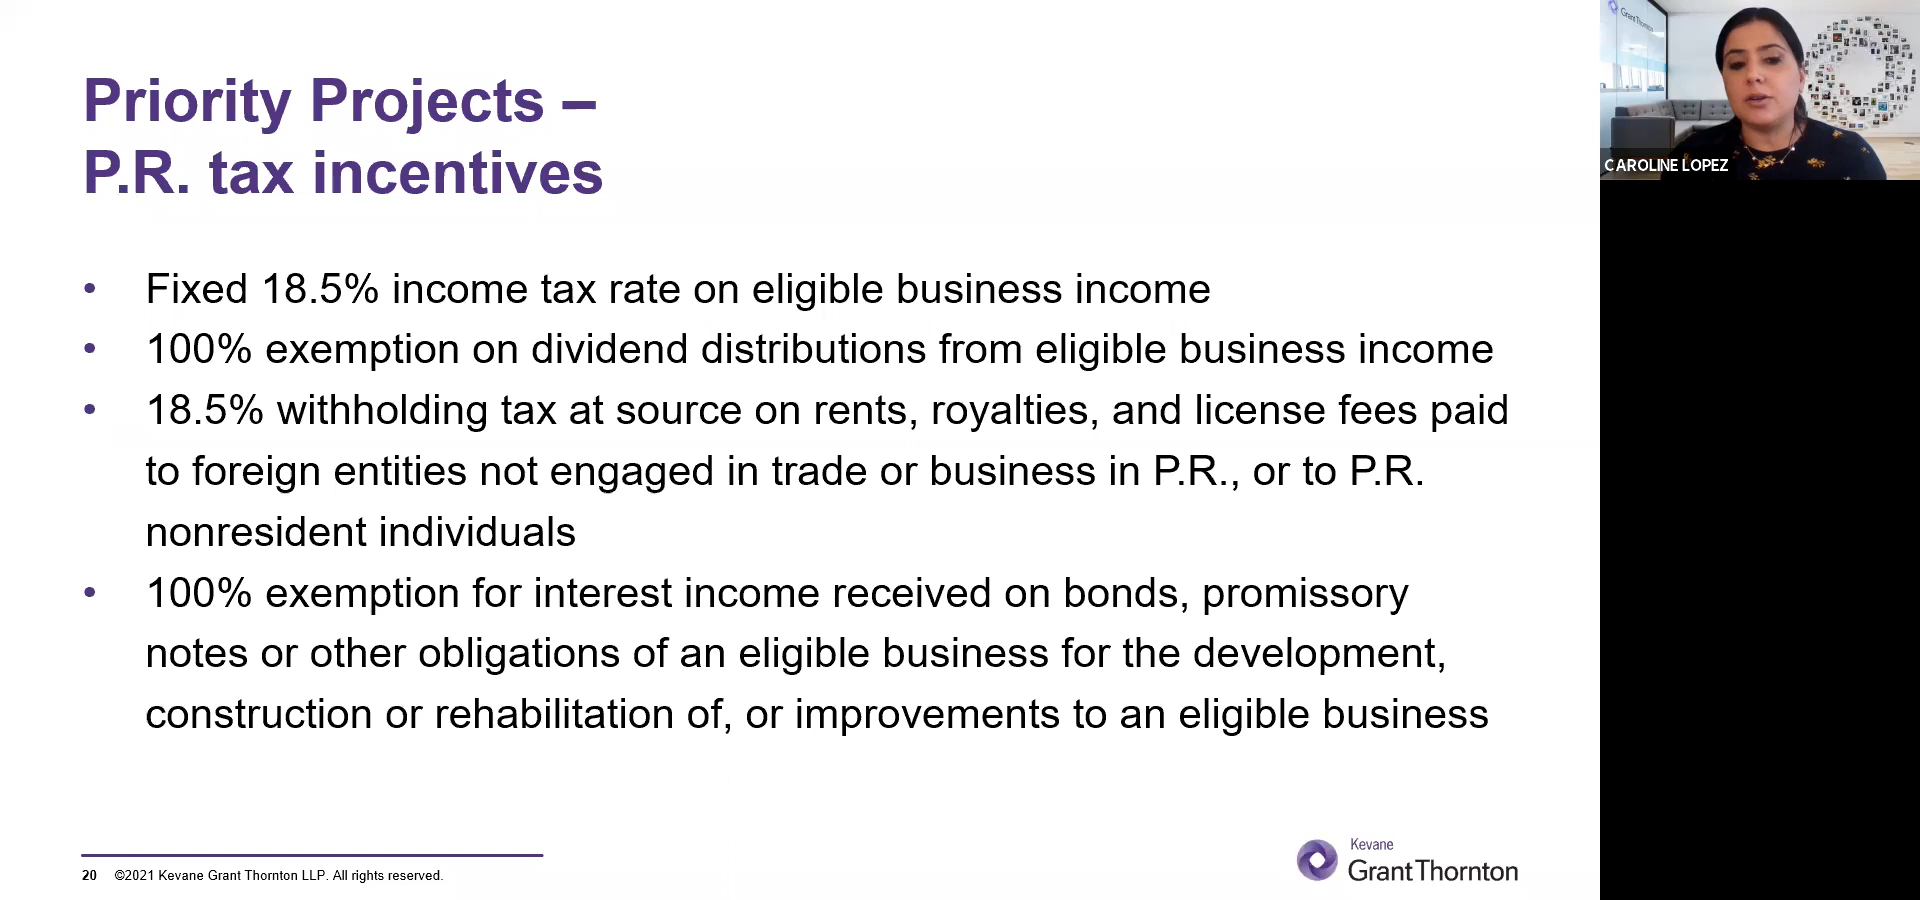 Priority Projects –
P.R. tax incentives
• Fixed 18.5% income tax rate on eligible business income
• 100% exemption on dividend distributions from eligible business income
• 18.5% withholding tax at source on rents, royalties, and license fees paid
to foreign entities not engaged in trade or business in P.R., or to P.R.
nonresident individuals
• 100% exemption for interest income received on bonds, promissory
notes or other obligations of an eligible business for the development,
construction or rehabilitation of, or improvements to an eligible business
20 ©2021 Kevane Grant Thornton LLP. All rights reserved.
Kevane
GrantThornton
GrantThornton
CAROLINE LOPEZ